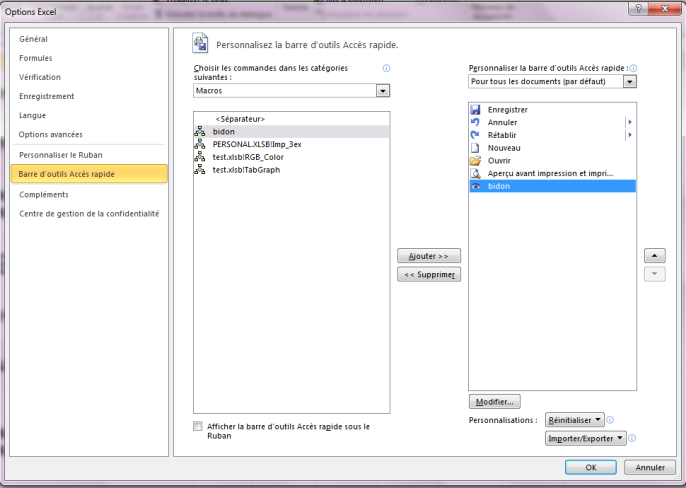 Options Excel
Général
Formules
Vérification
Enregistrement
Langue
Options avancées
Personnaliser le Ruban
Barre d'outils Accès rapide
Compléments
Centre de gestion de la confidentialité
Personnalisez la barre d'outils Accès rapide.
Choisir les commandes dans les catégories
suivantes :
Macros
<Séparateur>
bidon
PERSONAL.XLSB!Imp_3ex
test.xlsb!RGB_Color
test.xlsb!TabGraph
Afficher la barre d'outils Accès rapide sous le
Ruban
Ajouter >>
<< Supprimer
Personnaliser la barre d'outils Accès rapide :
Pour tous les documents (par défaut)
Enregistrer
Annuler
Rétablir
Nouveau
Ouvrir
Aperçu avant impression et impri...
bidon
Modifier...
Personnalisations :
Réinitialiser
Importer/Exporter
OK
Annuler